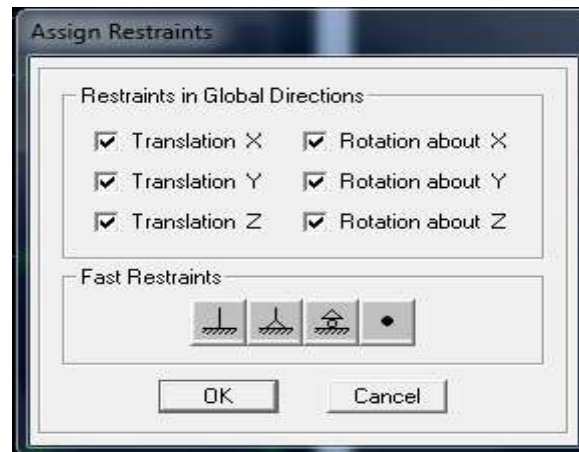 Assign Restraints
Restraints in Global Directions
Translation X Rotation about X
Translation Y Rotation about Y
Translation Z Rotation about Z
Fast Restraints
OK Cancel